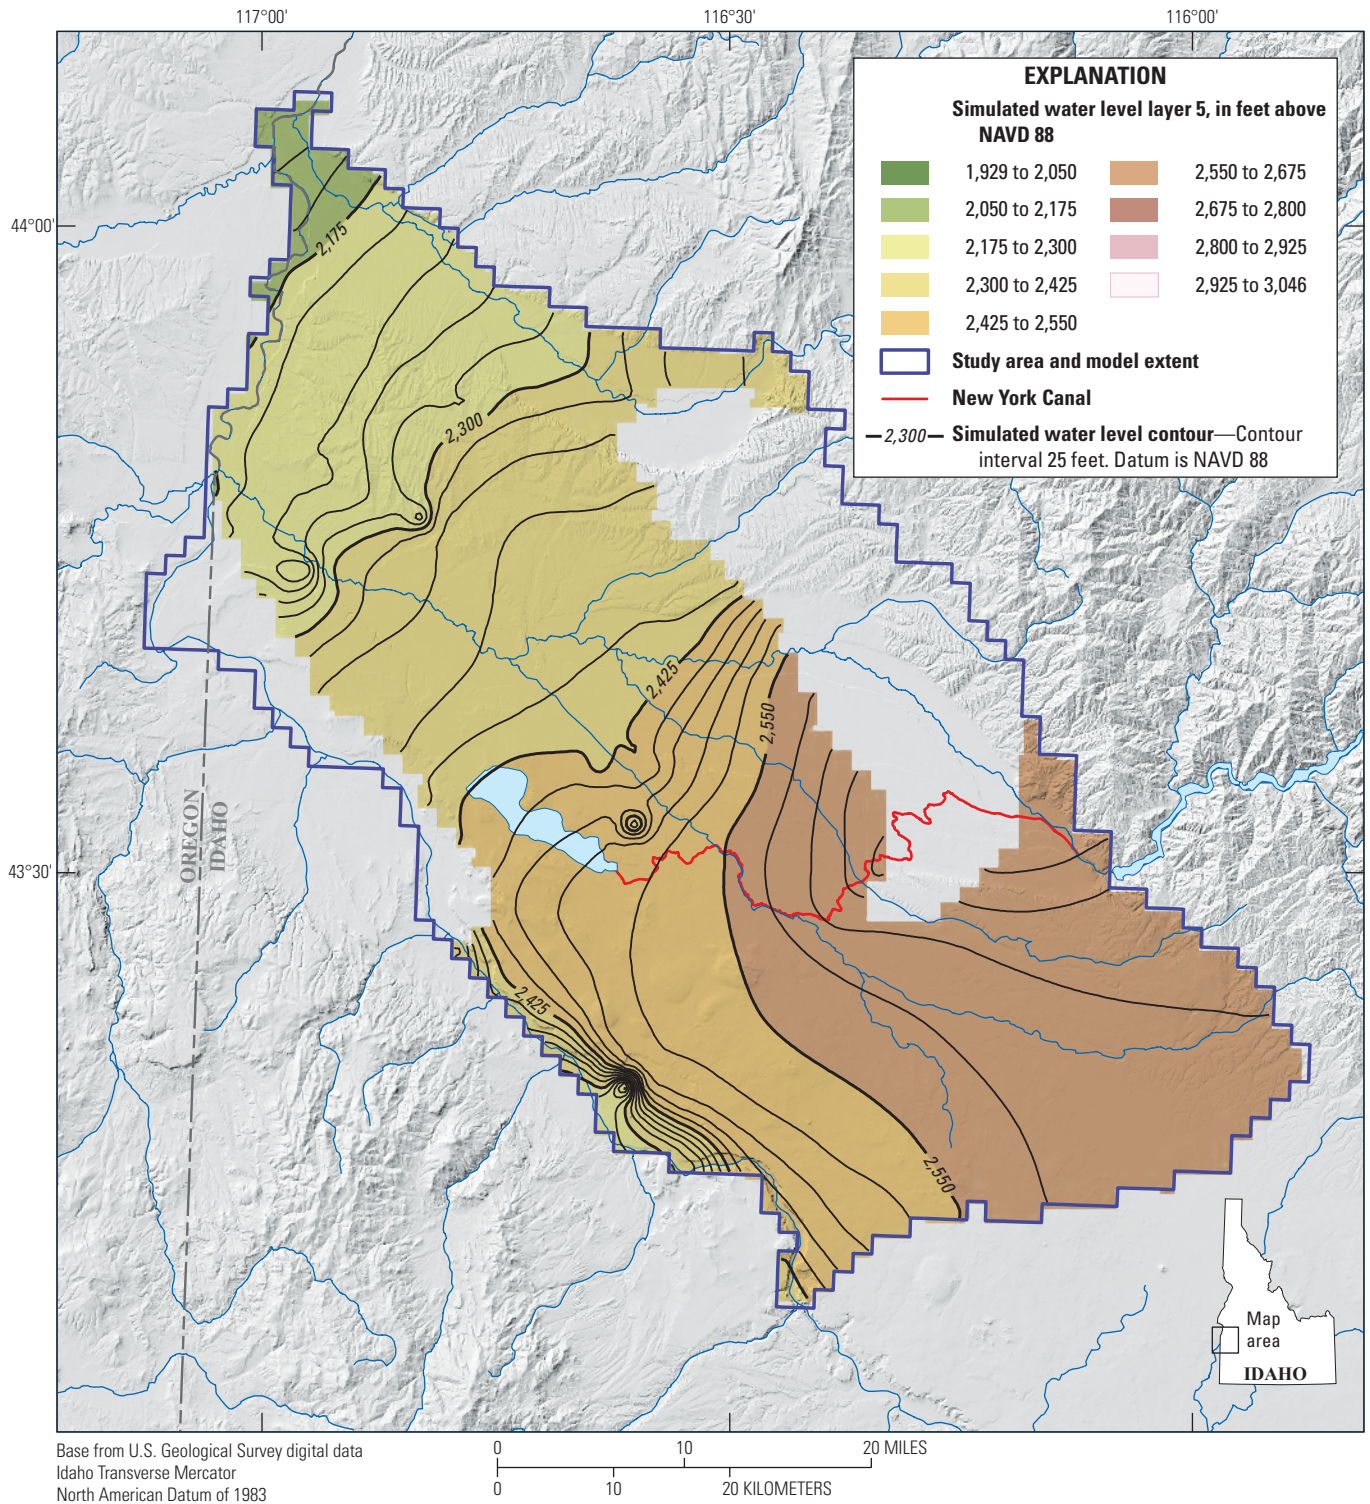 117°00'
116°30'
116°00'
44°00'
43°30'
EXPLANATION
Simulated water level layer 5, in feet above
NAVD 88
1,929 to 2,050
2,050 to 2,175
2,175 to 2,300
2,300 to 2,425
2,425 to 2,550
2,550 to 2,675
2,675 to 2,800
2,800 to 2,925
2,925 to 3,046
Study area and model extent
New York Canal
2,300
Simulated water level contour—Contour
interval 25 feet. Datum is NAVD 88
2,175
2,300
2,425
2,550
2,425
2,550
OREGON
IDAHO
Map
area
IDAHO
Base from U.S. Geological Survey digital data
Idaho Transverse Mercator
North American Datum of 1983
0 10 20 MILES
0 10 20 KILOMETERS